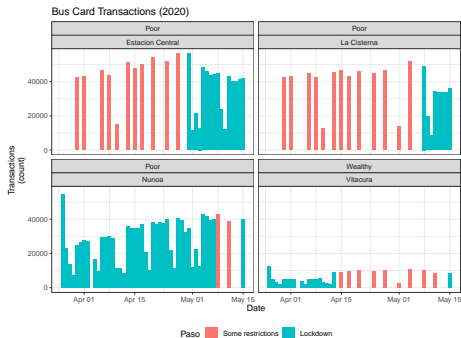 Bus Card Transactions (2020)
Poor
Poor
Estacion Central
La Cisterna
40000
20000
0
Poor
Wealthy
Nunoa
Vitacura
40000
20000
0
Transactions
(count)
Apr 01
Apr 15
May 01
May 15
Apr 01
Apr 15
May 01
May 15
Date
Paso
Some restrictions
Lockdown